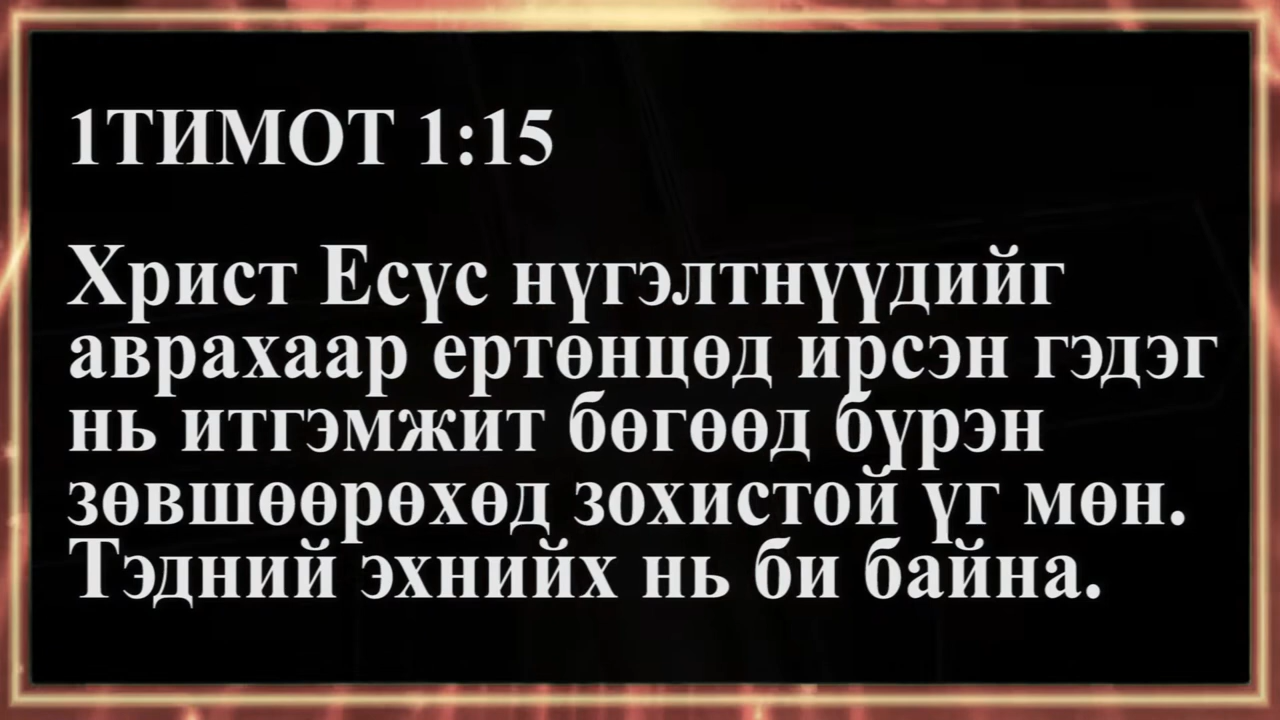 1ТИМОТ 1:15
Христ Есүс нүгэлтнүүдийг
аврахаар ертөнцөд ирсэн гэдэг
нь итгэмжит бөгөөд бүрэн
зөвшөөрөхөд зохистой үг мөн.
Тэдний эхнийх нь би байна.